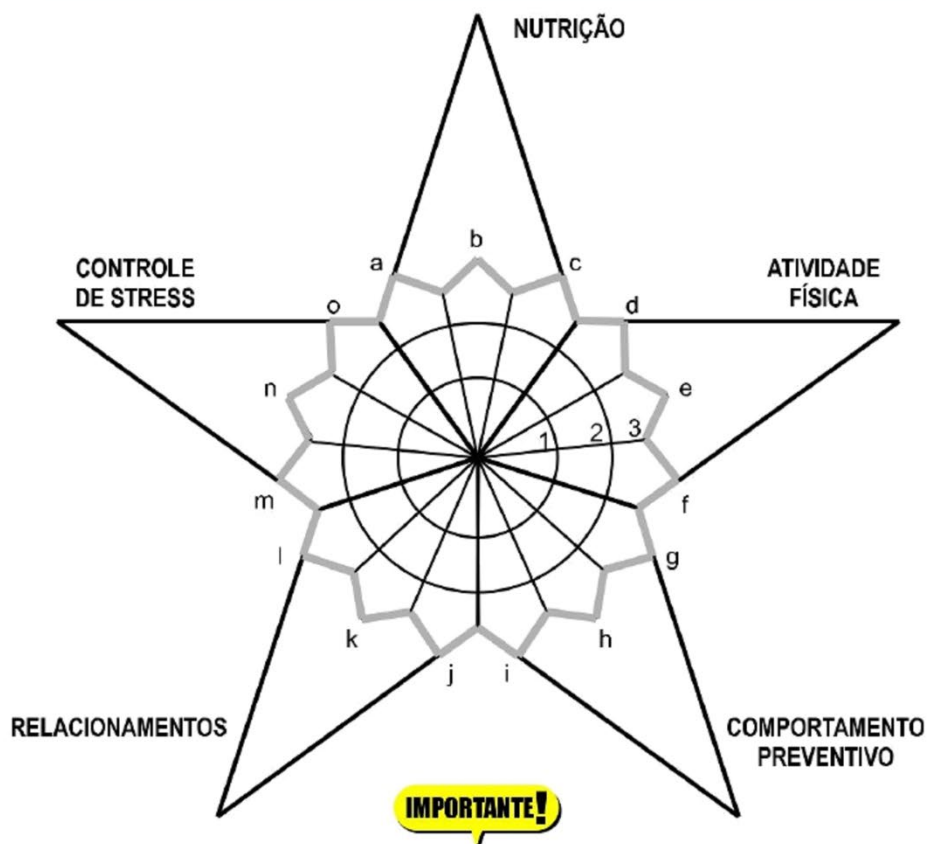 NUTRIÇÃO
CONTROLE
DE STRESS
ATIVIDADE
FÍSICA
a
b
c
o
d
n
e
1
2
3
m
f
l
g
k
h
j
i
RELACIONAMENTOS
COMPORTAMENTO
PREVENTIVO
IMPORTANTE!